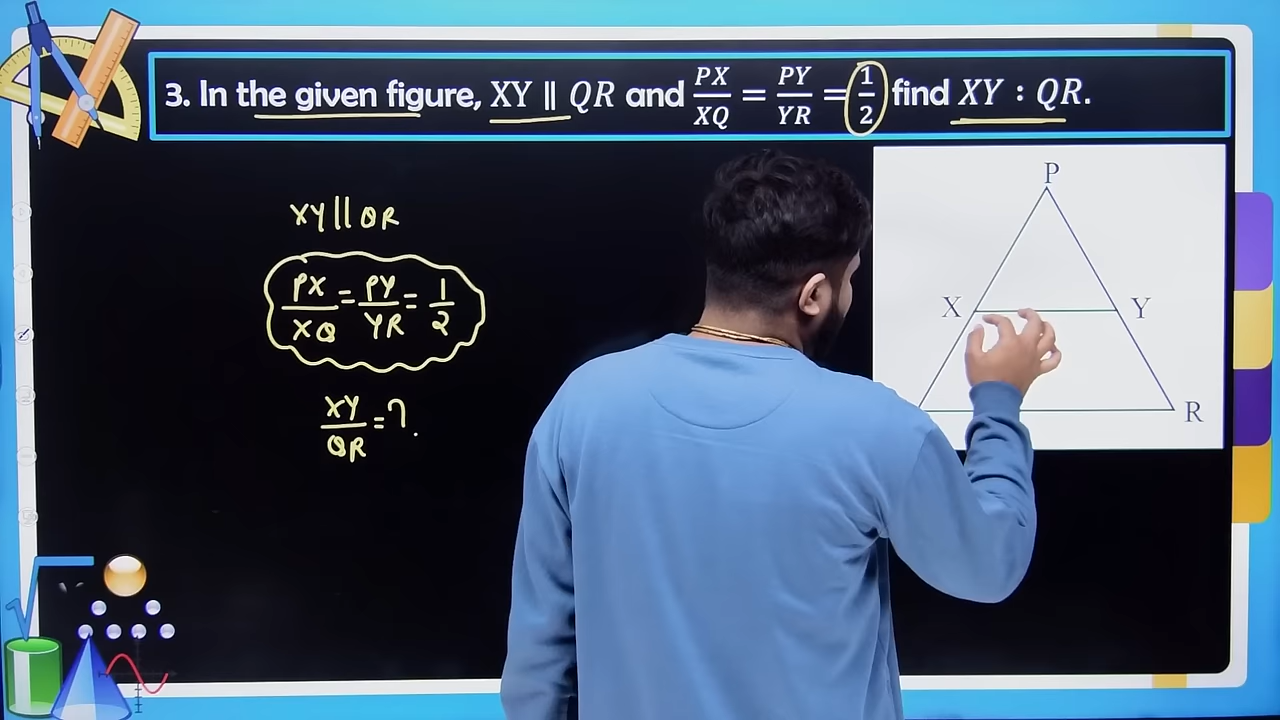 3. In the given figure, XY ∥ QR and PX/XQ = PY/YR = 1/2 find XY : QR.
XY || QR
PX/XQ = PY/YR = 1/2
XY/QR = ?
P
X Y
R